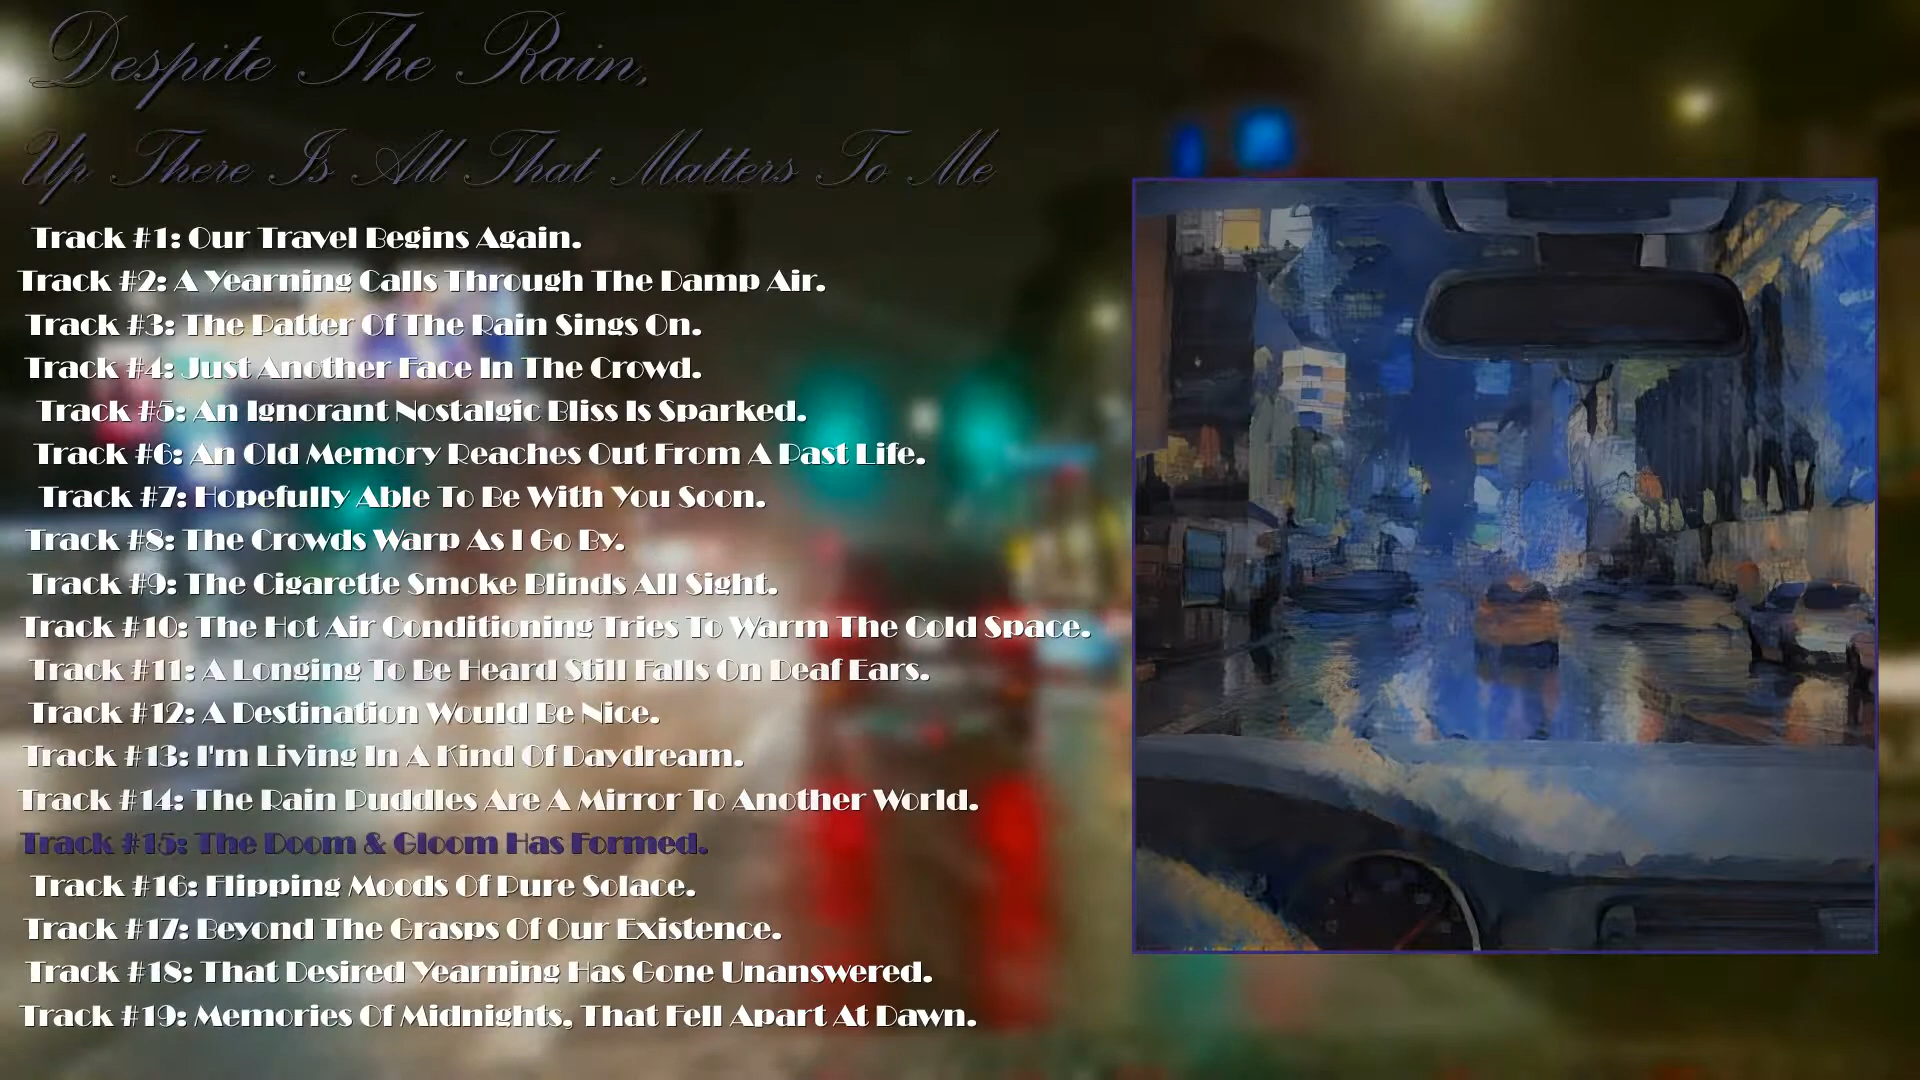 Despite The Rain,
Up There Is All That Matters To Me
Track #1: Our Travel Begins Again.
Track #2: A Yearning Calls Through The Damp Air.
Track #3: The Patter Of The Rain Sings On.
Track #4: Just Another Face In The Crowd.
Track #5: An Ignorant Nostalgic Bliss Is Sparked.
Track #6: An Old Memory Reaches Out From A Past Life.
Track #7: Hopefully Able To Be With You Soon.
Track #8: The Crowds Warp As I Go By.
Track #9: The Cigarette Smoke Blinds All Sight.
Track #10: The Hot Air Conditioning Tries To Warm The Cold Space.
Track #11: A Longing To Be Heard Still Falls On Deaf Ears.
Track #12: A Destination Would Be Nice.
Track #13: I'm Living In A Kind Of Daydream.
Track #14: The Rain Puddles Are A Mirror To Another World.
Track #15: The Doom & Gloom Has Formed.
Track #16: Flipping Moods Of Pure Solace.
Track #17: Beyond The Grasps Of Our Existence.
Track #18: That Desired Yearning Has Gone Unanswered.
Track #19: Memories Of Midnights, That Fell Apart At Dawn.